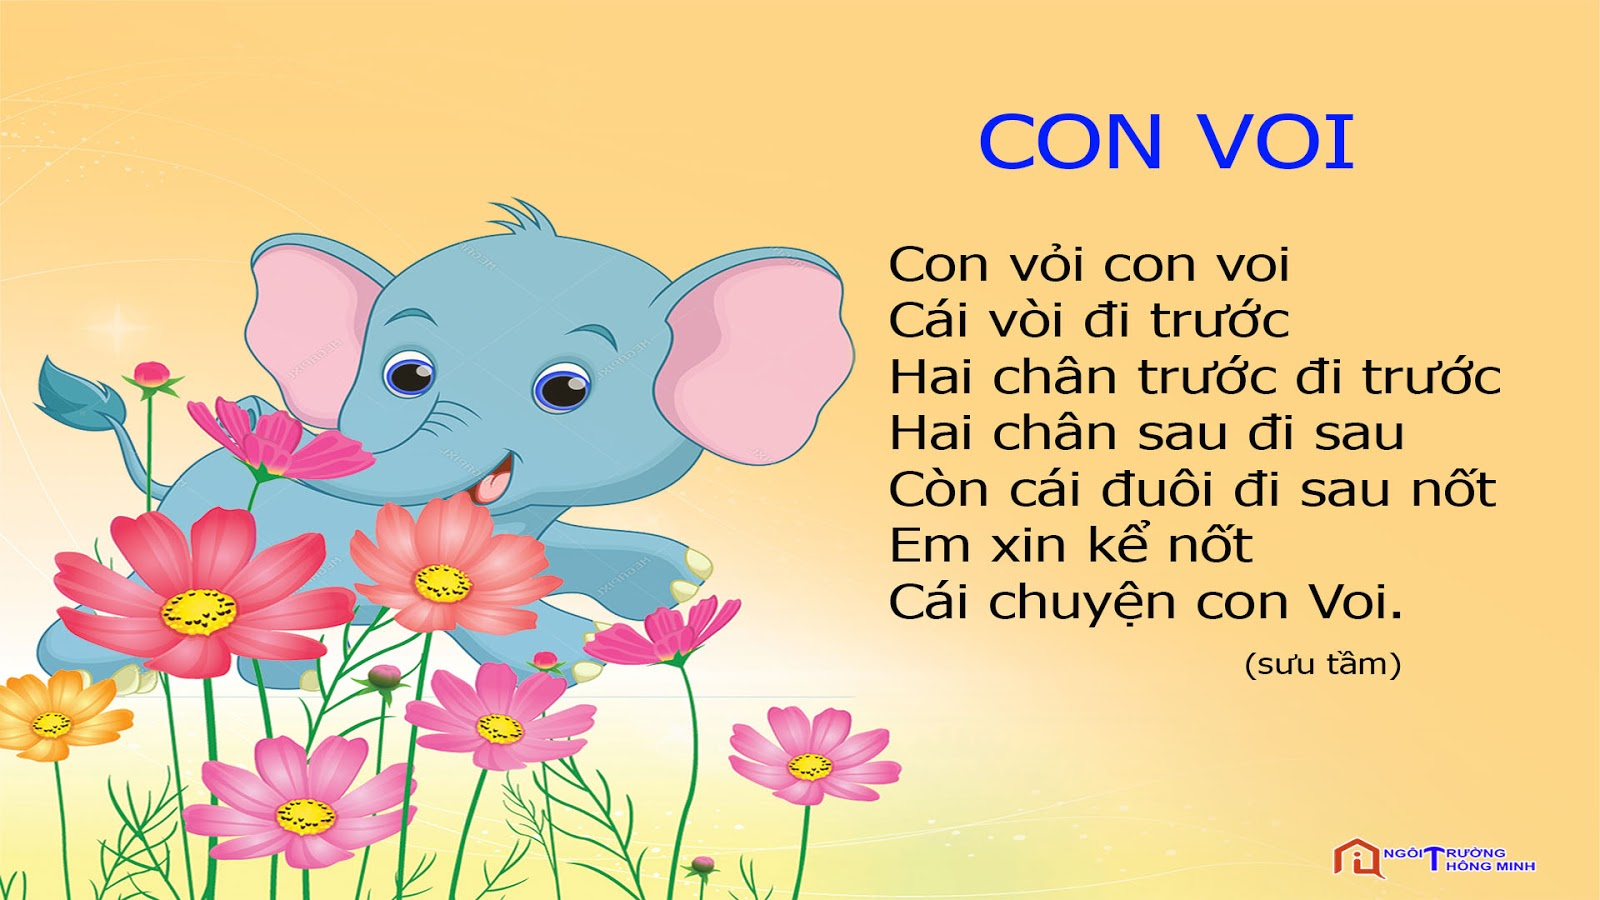 CON VOI
Con vỏi con voi
Cái vòi đi trước
Hai chân trước đi trước
Hai chân sau đi sau
Còn cái đuôi đi sau nốt
Em xin kể nốt
Cái chuyện con Voi.
(sưu tầm)
NGÔI TRƯỜNG
THÔNG MINH